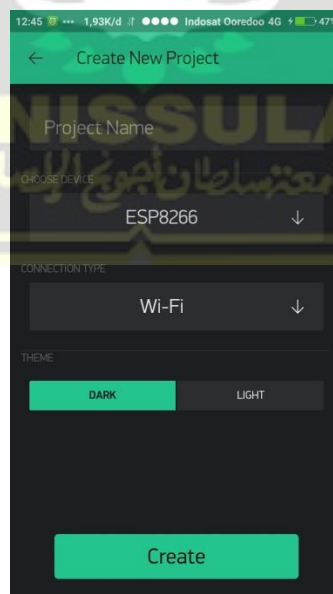 12:45 ... 1,93K/d Indosat Ooredoo 4G 47%
← Create New Project
UNISSULA
Project Name
CHOOSE DEVICE
ESP8266 ↓
CONNECTION TYPE
Wi-Fi ↓
THEME
DARK LIGHT
Create